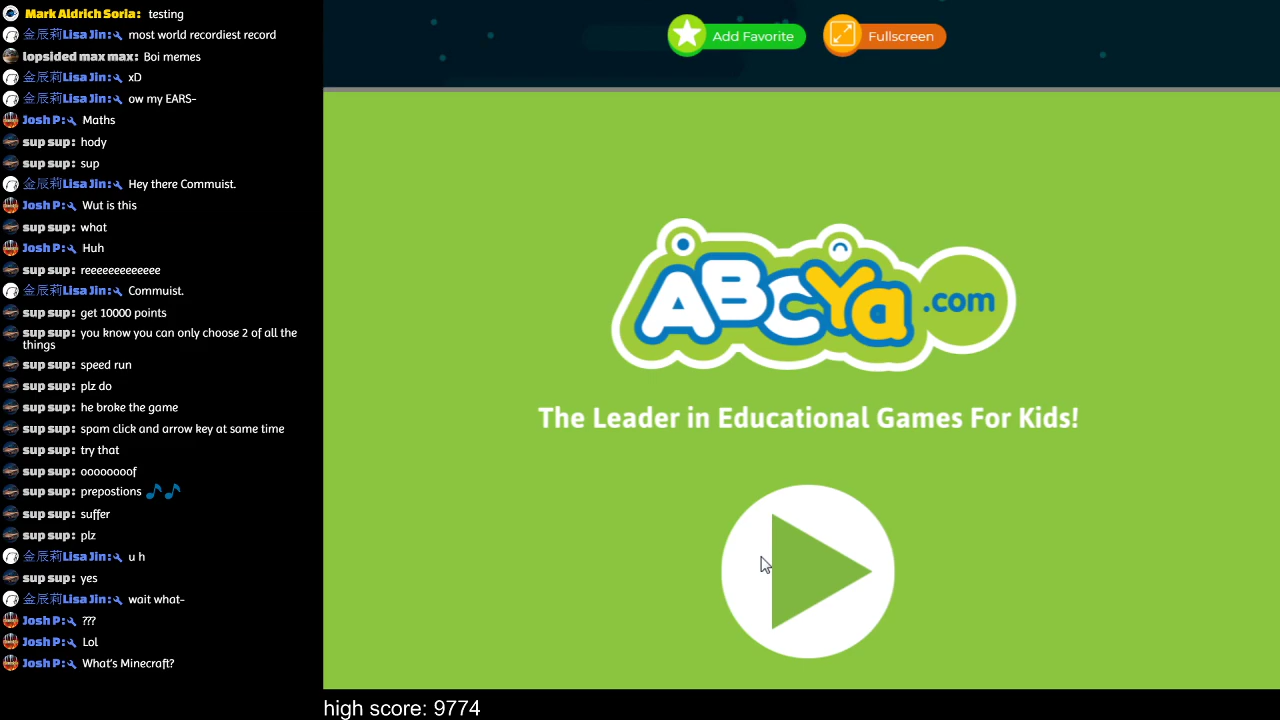 Mark Aldrich Soria: testing
金辰莉Lisa Jin: most world recordiest record
lopsided max max: Boi memes
金辰莉Lisa Jin: xD
金辰莉Lisa Jin: ow my EARS-
Josh P: Maths
sup sup: hody
sup sup: sup
金辰莉Lisa Jin: Hey there Commuist.
Josh P: Wut is this
sup sup: what
Josh P: Huh
sup sup: reeeeeeeeeeeee
金辰莉Lisa Jin: Commuist.
sup sup: get 10000 points
sup sup: you know you can only choose 2 of all the
things
sup sup: speed run
sup sup: plz do
sup sup: he broke the game
sup sup: spam click and arrow key at same time
sup sup: try that
sup sup: oooooooof
sup sup: prepostions 🎵🎵
sup sup: suffer
sup sup: plz
金辰莉Lisa Jin: u h
sup sup: yes
金辰莉Lisa Jin: wait what-
Josh P: ???
Josh P: Lol
Josh P: What's Minecraft?
Add Favorite
Fullscreen
ABCYa.com
The Leader in Educational Games For Kids!
high score: 9774